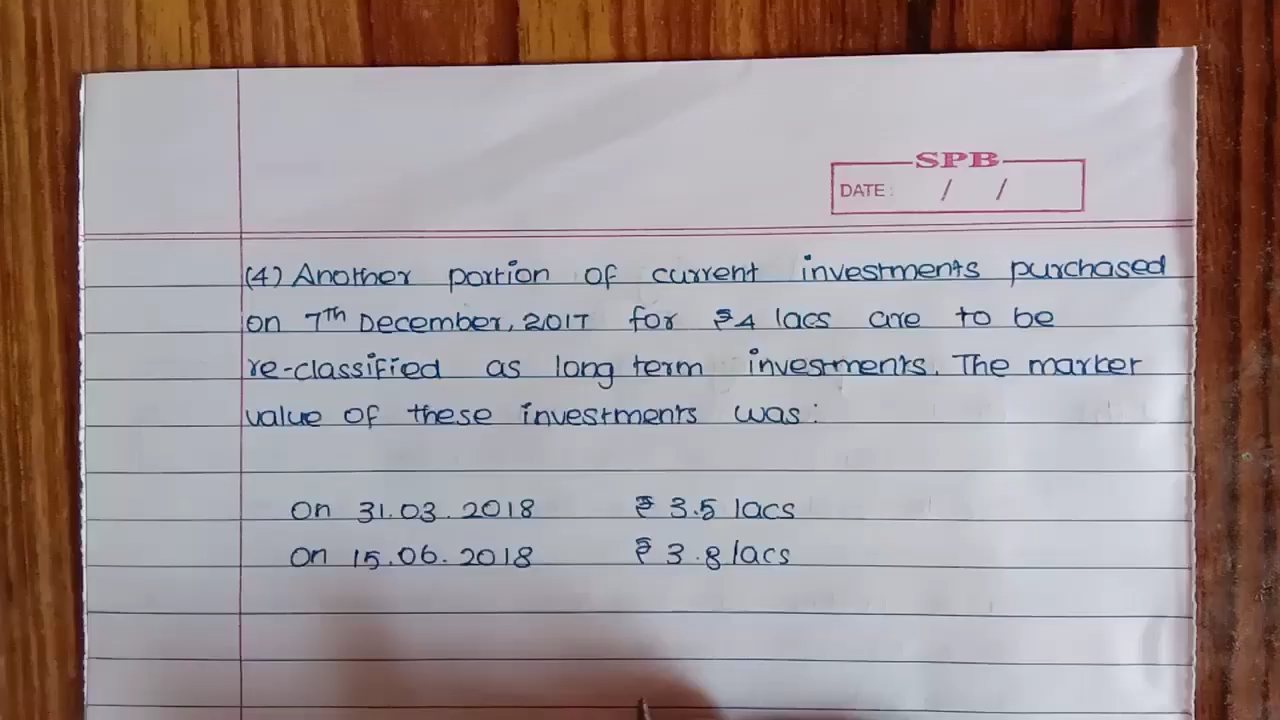 SPB
DATE: / /
(4) Another portion of current investments purchased
on 7th December, 2017 for ₹4 lacs are to be
re-classified as long term investments. The market
value of these investments was:
On 31.03.2018 ₹ 3.5 lacs
On 15.06.2018 ₹ 3.8 lacs